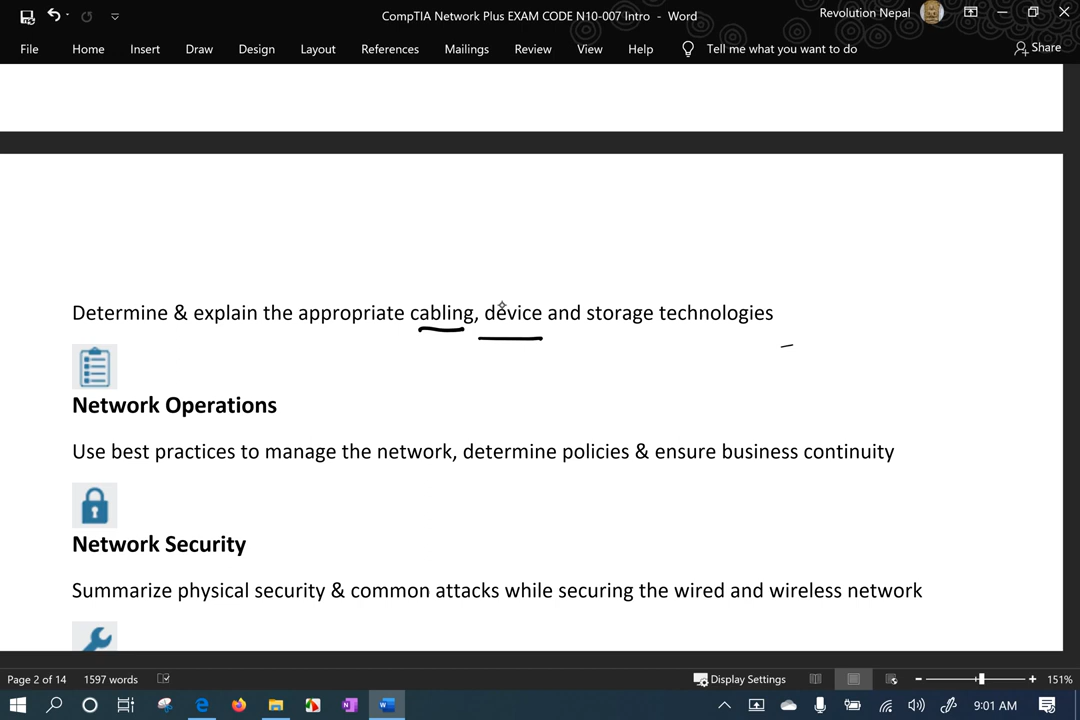 CompTIA Network Plus EXAM CODE N10-007 Intro - Word
Revolution Nepal
File Home Insert Draw Design Layout References Mailings Review View Help Tell me what you want to do Share
Determine & explain the appropriate cabling, device and storage technologies
Network Operations
Use best practices to manage the network, determine policies & ensure business continuity
Network Security
Summarize physical security & common attacks while securing the wired and wireless network
Page 2 of 14 1597 words Display Settings 151%
9:01 AM